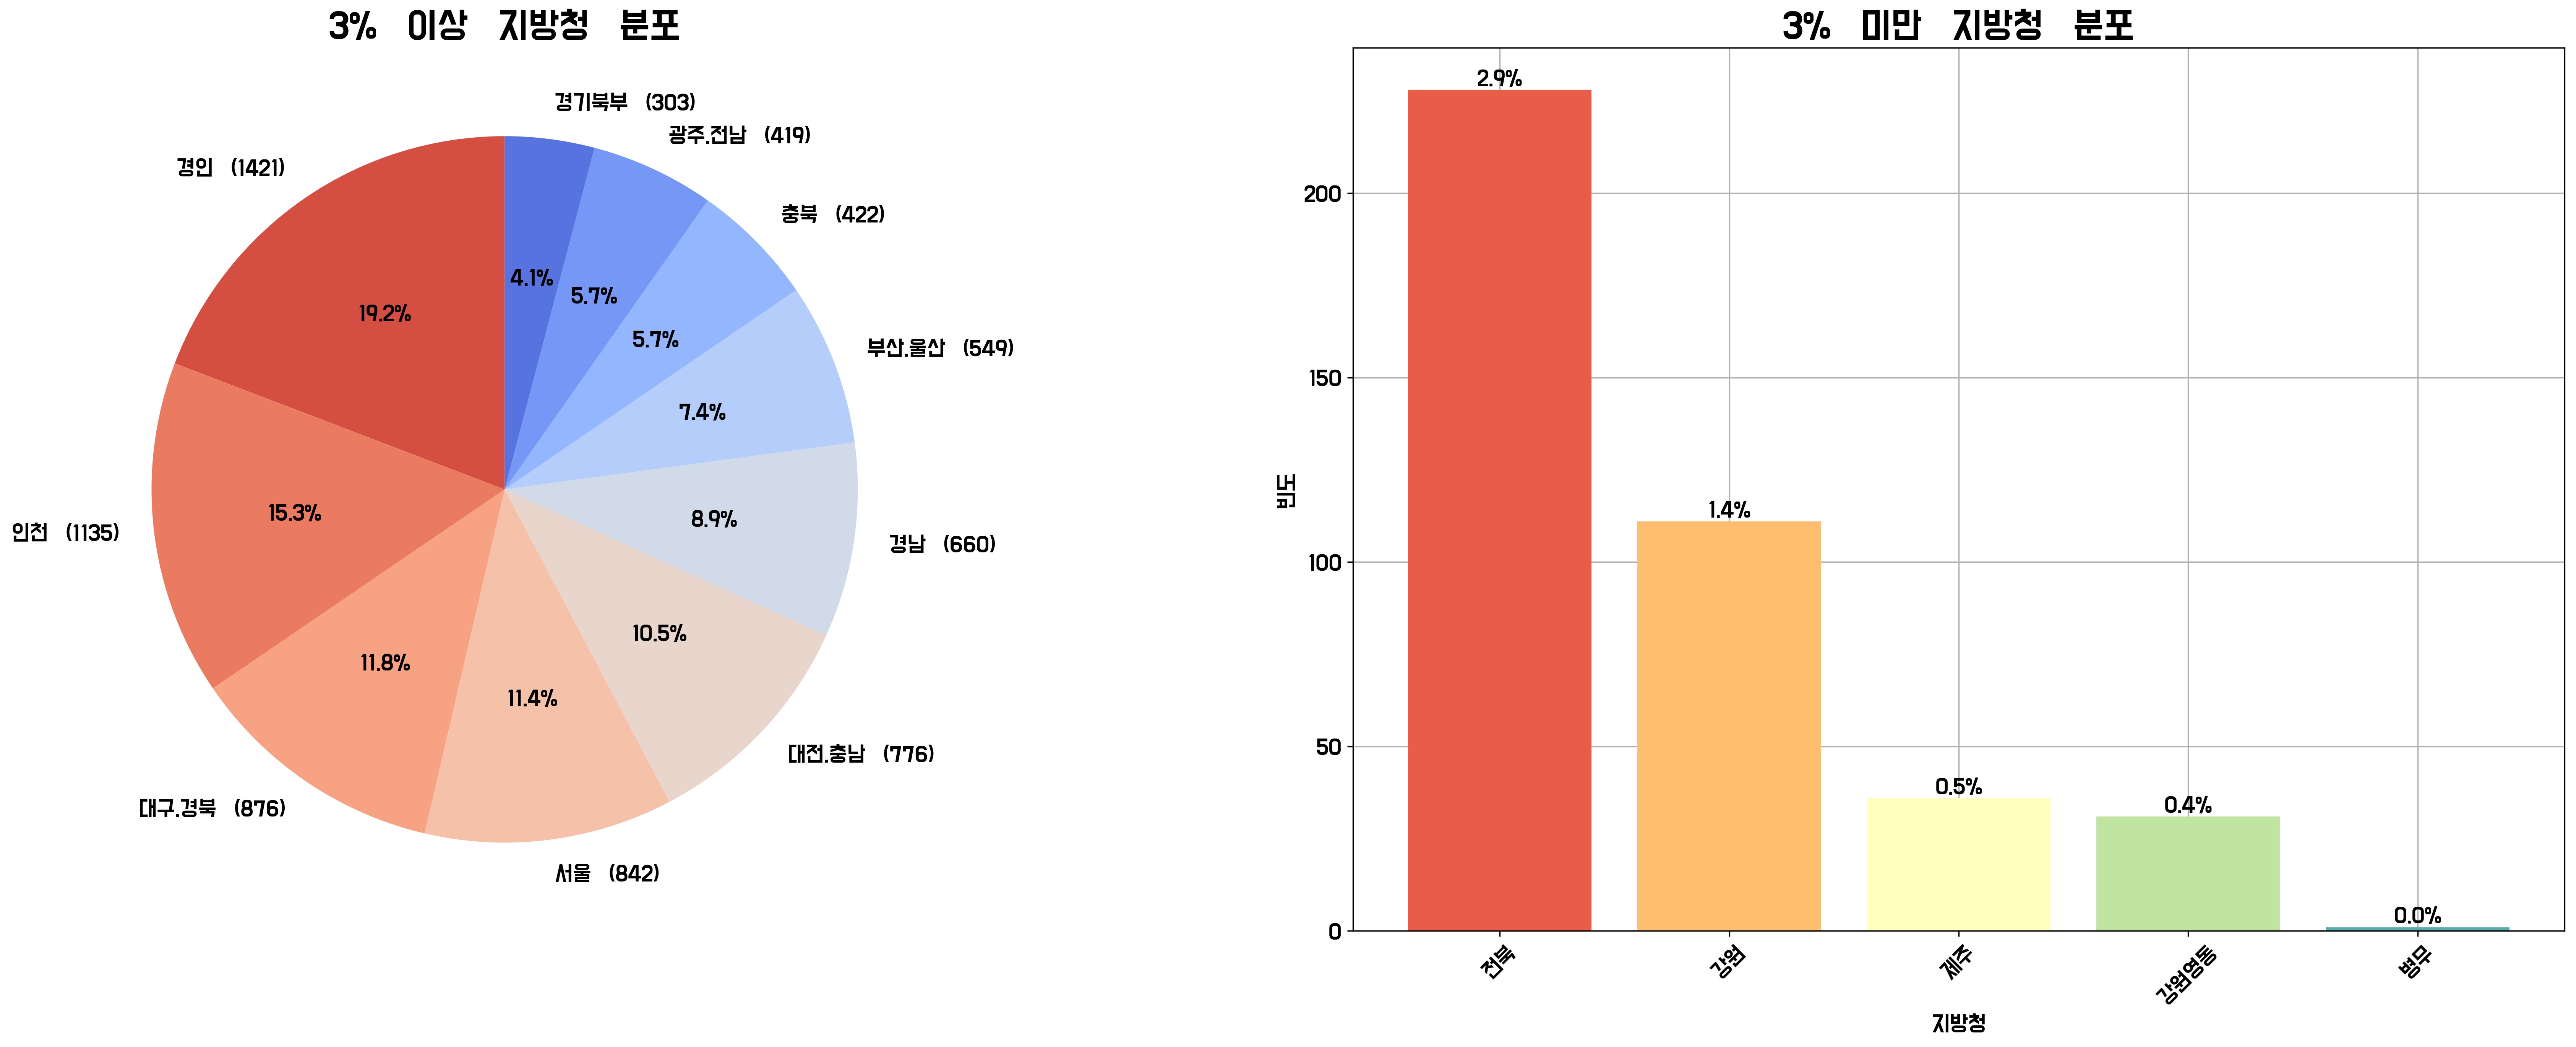 3% 이상 지방청 분포
경기북부 (303)
광주.전남 (419)
충북 (422)
부산.울산 (549)
경남 (660)
대전.충남 (776)
서울 (842)
대구.경북 (876)
인천 (1135)
경인 (1421)
4.1%
5.7%
5.7%
7.4%
8.9%
10.5%
11.4%
11.8%
15.3%
19.2%
3% 미만 지방청 분포
빈도
200
150
100
50
0
2.9%
1.4%
0.5%
0.4%
0.0%
전북
강원
제주
강원영동
병무
지방청